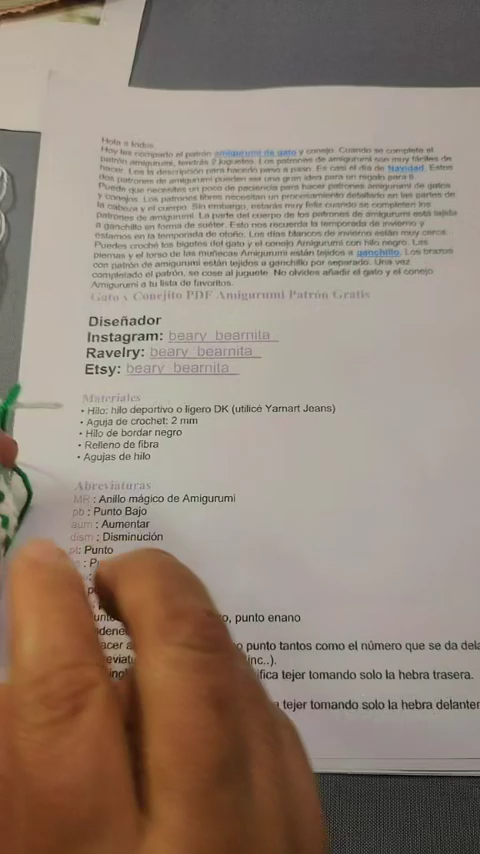 Hola a todos.
Hoy les comparto el patrón amigurumi de gato y conejo. Cuando se complete el
patrón amigurumi, tendrás 2 juguetes. Los patrones de amigurumi son muy fáciles de
hacer. Lea la descripción para hacerlo paso a paso. Es casi el día de Navidad. Estos
dos patrones de amigurumi pueden ser una gran idea para un regalo para ti.
Puede que necesites un poco de paciencia para hacer patrones amigurumi de gatos
y conejos. Los patrones libres necesitan un procesamiento detallado en las partes de
la cabeza y el cuerpo. Sin embargo, estarás muy feliz cuando se completen los
patrones de amigurumi. La parte del cuerpo de los patrones de amigurumi está tejida
a ganchillo en forma de suéter. Esto nos recuerda la temporada de invierno y
estamos en la temporada de otoño. Los días blancos de invierno están muy cerca.
Puedes croché los bigotes del gato y el conejo Amigurumi con hilo negro. Las
piernas y el torso de las muñecas Amigurumi están tejidos a ganchillo. Los brazos
con patrón de amigurumi están tejidos a ganchillo por separado. Una vez
completado el patrón, se cose al juguete. No olvides añadir el gato y el conejo
Amigurumi a tu lista de favoritos.
Gato y Conejito PDF Amigurumi Patrón Gratis
Diseñador
Instagram: beary_bearnita
Ravelry: beary_bearnita
Etsy: beary_bearnita
Materiales
• Hilo: hilo deportivo o ligero DK (utilicé Yarnart Jeans)
• Aguja de crochet: 2 mm
• Hilo de bordar negro
• Relleno de fibra
• Agujas de hilo
Abreviaturas
MR : Anillo mágico de Amigurumi
pb : Punto Bajo
aum : Aumentar
dism : Disminución
pt: Punto
, punto enano
punto tantos como el número que se da
inc..).
tejer tomando solo la hebra trasera.
tejer tomando solo la hebra